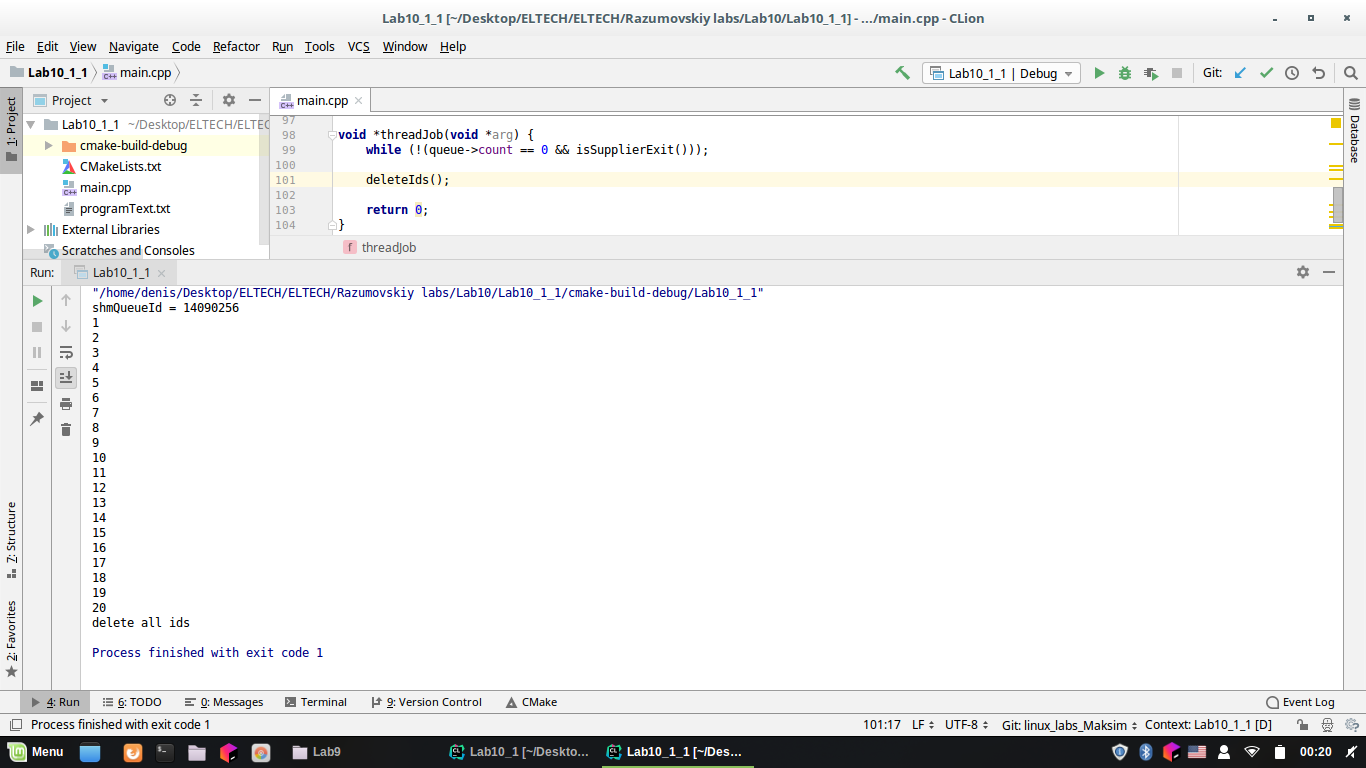 Lab10_1_1 [~/Desktop/ELTECH/ELTECH/Razumovskiy labs/Lab10/Lab10_1_1] - .../main.cpp - CLion
File Edit View Navigate Code Refactor Run Tools VCS Window Help
Lab10_1_1 main.cpp Lab10_1_1 | Debug Git:
1: Project
Project
main.cpp
Database
Lab10_1_1 ~/Desktop/ELTECH/ELTEC
cmake-build-debug
CMakeLists.txt
main.cpp
programText.txt
External Libraries
Scratches and Consoles
97
98 void *threadJob(void *arg) {
99 while (!(queue->count == 0 && isSupplierExit()));
100
101 deleteIds();
102
103 return 0;
104 }
f threadJob
Run: Lab10_1_1
"/home/denis/Desktop/ELTECH/ELTECH/Razumovskiy labs/Lab10/Lab10_1_1/cmake-build-debug/Lab10_1_1"
shmQueueId = 14090256
1
2
3
4
5
6
7
8
9
10
11
12
13
14
15
16
17
18
19
20
delete all ids
Process finished with exit code 1
7: Structure
2: Favorites
4: Run 6: TODO 0: Messages Terminal 9: Version Control CMake Event Log
Process finished with exit code 1 101:17 LF UTF-8 Git: linux_labs_Maksim Context: Lab10_1_1 [D]
Menu Lab9 Lab10_1 [~/Deskto... Lab10_1_1 [~/Des... 00:20